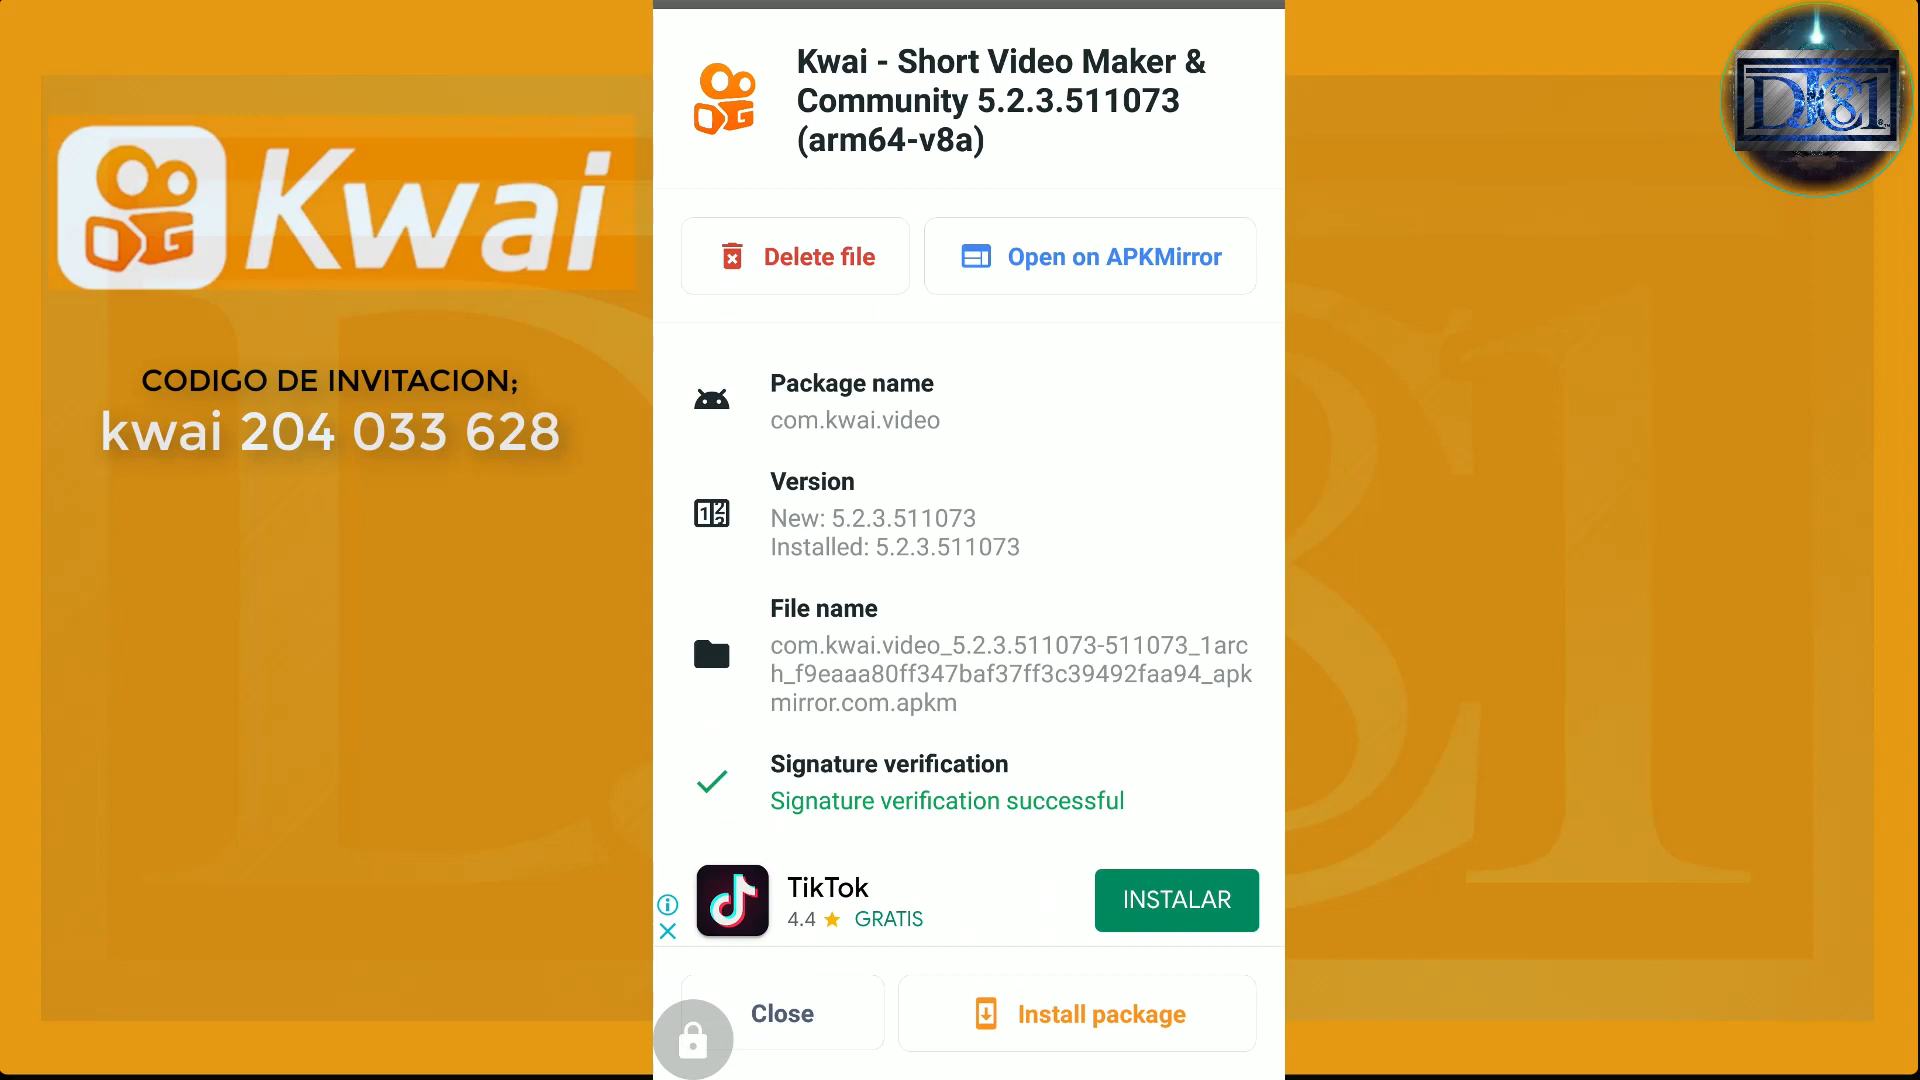 Kwai
CODIGO DE INVITACION;
kwai 204 033 628
Kwai - Short Video Maker &
Community 5.2.3.511073
(arm64-v8a)
Delete file
Open on APKMirror
Package name
com.kwai.video
Version
New: 5.2.3.511073
Installed: 5.2.3.511073
File name
com.kwai.video_5.2.3.511073-511073_1arc
h_f9eaaa80ff347baf37ff3c39492faa94_apk
mirror.com.apkm
Signature verification
Signature verification successful
TikTok
4.4 ★ GRATIS
INSTALAR
Close
Install package